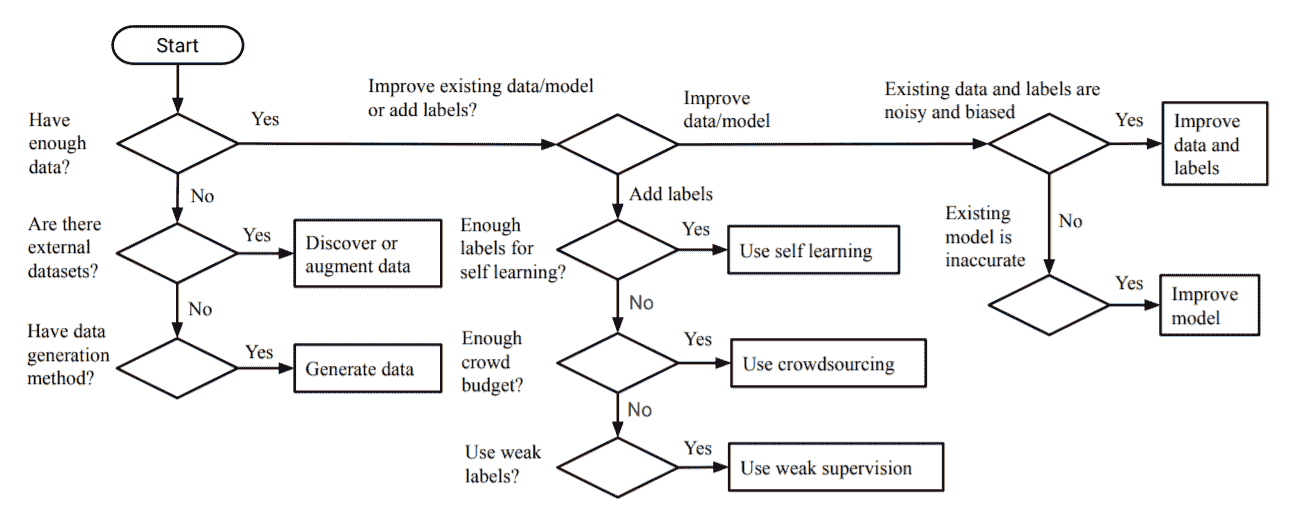 Start
Have
enough
data?
Yes
Improve existing data/model
or add labels?
Improve
data/model
Existing data and labels are
noisy and biased
Yes
Improve
data and
labels
No
Are there
external
datasets?
Yes
Discover or
augment data
Add labels
Enough
labels for
self learning?
Yes
Use self learning
Existing
model is
inaccurate
No
Yes
Improve
model
No
Have data
generation
method?
Yes
Generate data
No
Enough
crowd
budget?
Yes
Use crowdsourcing
No
Use weak
labels?
Yes
Use weak supervision